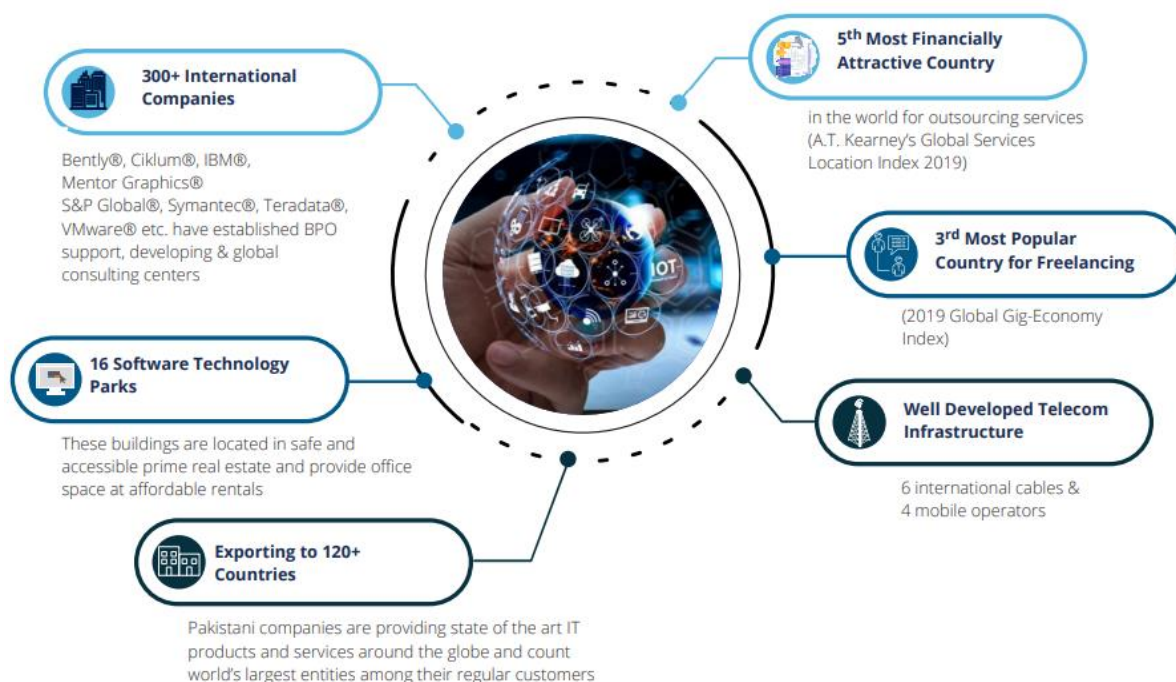 300+ International
Companies
Bently®, Ciklum®, IBM®,
Mentor Graphics®
S&P Global®, Symantec®, Teradata®,
VMware® etc. have established BPO
support, developing & global
consulting centers
16 Software Technology
Parks
These buildings are located in safe and
accessible prime real estate and provide office
space at affordable rentals
Exporting to 120+
Countries
Pakistani companies are providing state of the art IT
products and services around the globe and count
world's largest entities among their regular customers
IOT
5th Most Financially
Attractive Country
in the world for outsourcing services
(A.T. Kearney's Global Services
Location Index 2019)
3rd Most Popular
Country for Freelancing
(2019 Global Gig-Economy
Index)
Well Developed Telecom
Infrastructure
6 international cables &
4 mobile operators